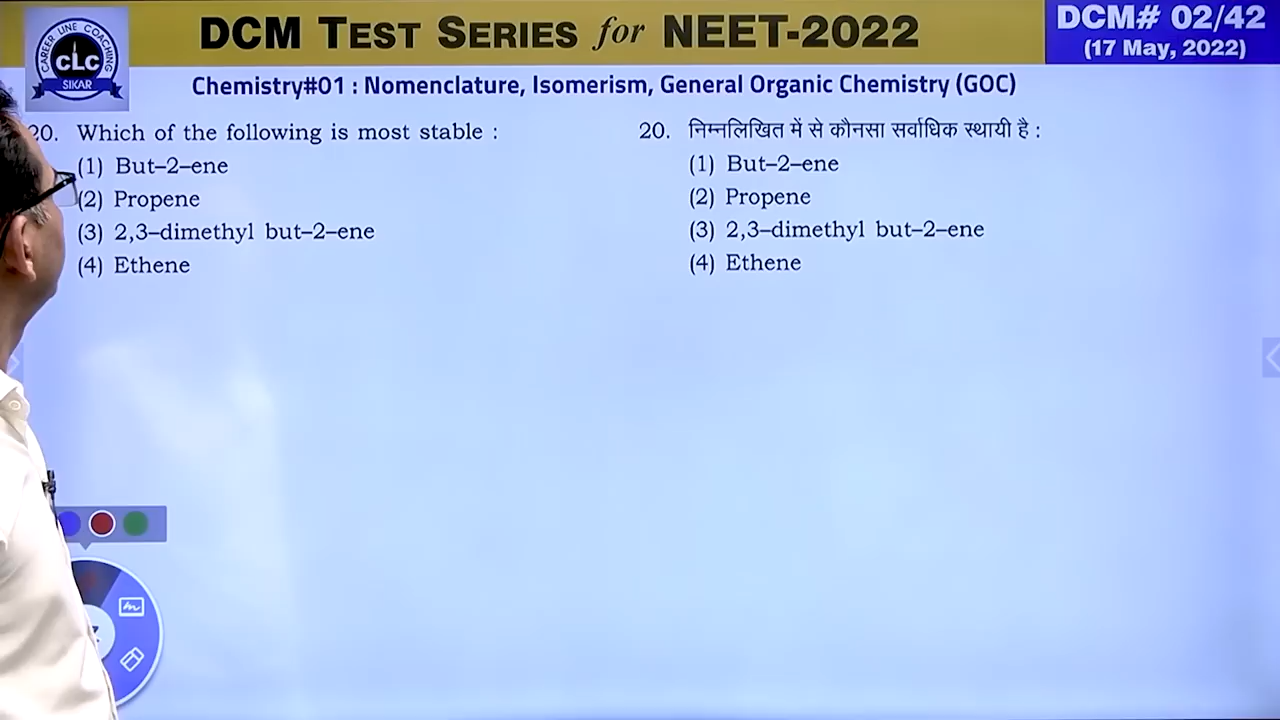 DCM TEST SERIES for NEET-2022
DCM# 02/42
(17 May, 2022)
CAREER LINE COACHING
CLC
SIKAR
Chemistry#01 : Nomenclature, Isomerism, General Organic Chemistry (GOC)
20. Which of the following is most stable :
(1) But–2–ene
(2) Propene
(3) 2,3–dimethyl but–2–ene
(4) Ethene
20. निम्नलिखित में से कौनसा सर्वाधिक स्थायी है :
(1) But–2–ene
(2) Propene
(3) 2,3–dimethyl but–2–ene
(4) Ethene